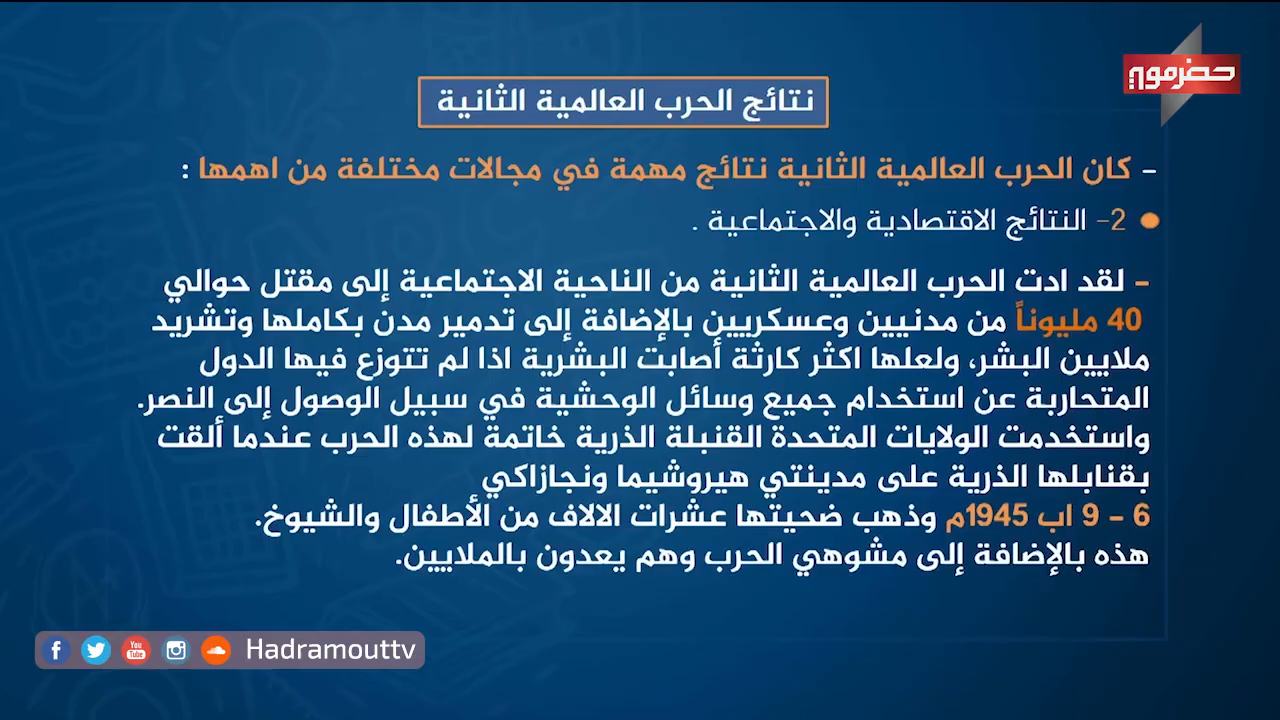 حضرموت
نتائج الحرب العالمية الثانية
- كان الحرب العالمية الثانية نتائج مهمة في مجالات مختلفة من اهمها :
2- النتائج الاقتصادية والاجتماعية .
- لقد ادت الحرب العالمية الثانية من الناحية الاجتماعية إلى مقتل حوالي
40 مليوناً من مدنيين وعسكريين بالإضافة إلى تدمير مدن بكاملها وتشريد
ملايين البشر، ولعلها اكثر كارثة أصابت البشرية اذا لم تتوزع فيها الدول
المتحاربة عن استخدام جميع وسائل الوحشية في سبيل الوصول إلى النصر.
واستخدمت الولايات المتحدة القنبلة الذرية خاتمة لهذه الحرب عندما ألقت
بقنابلها الذرية على مدينتي هيروشيما ونجازاكي
6 - 9 اب 1945م وذهب ضحيتها عشرات الالاف من الأطفال والشيوخ.
هذه بالإضافة إلى مشوهي الحرب وهم يعدون بالملايين.
Hadramouttv